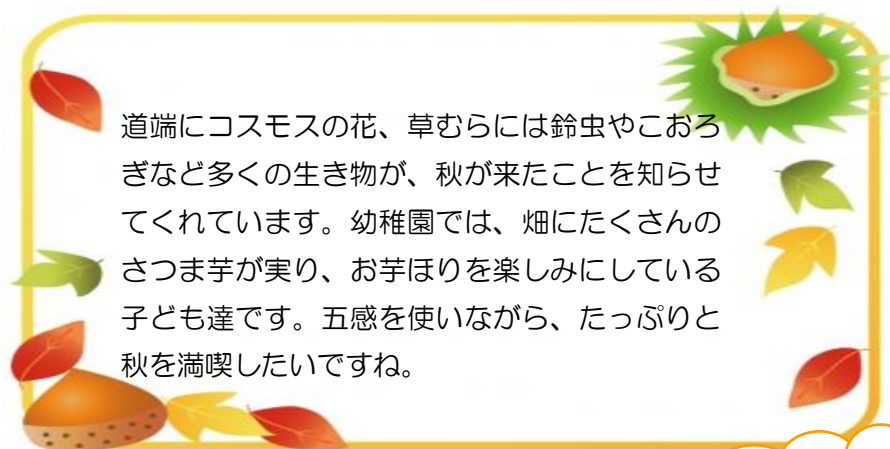 道端にコスモスの花、草むらには鈴虫やこおろ
ぎなど多くの生き物が、秋が来たことを知らせ
てくれています。幼稚園では、畑にたくさんの
さつま芋が実り、お芋ほりを楽しみにしている
子ども達です。五感を使いながら、たっぷりと
秋を満喫したいですね。